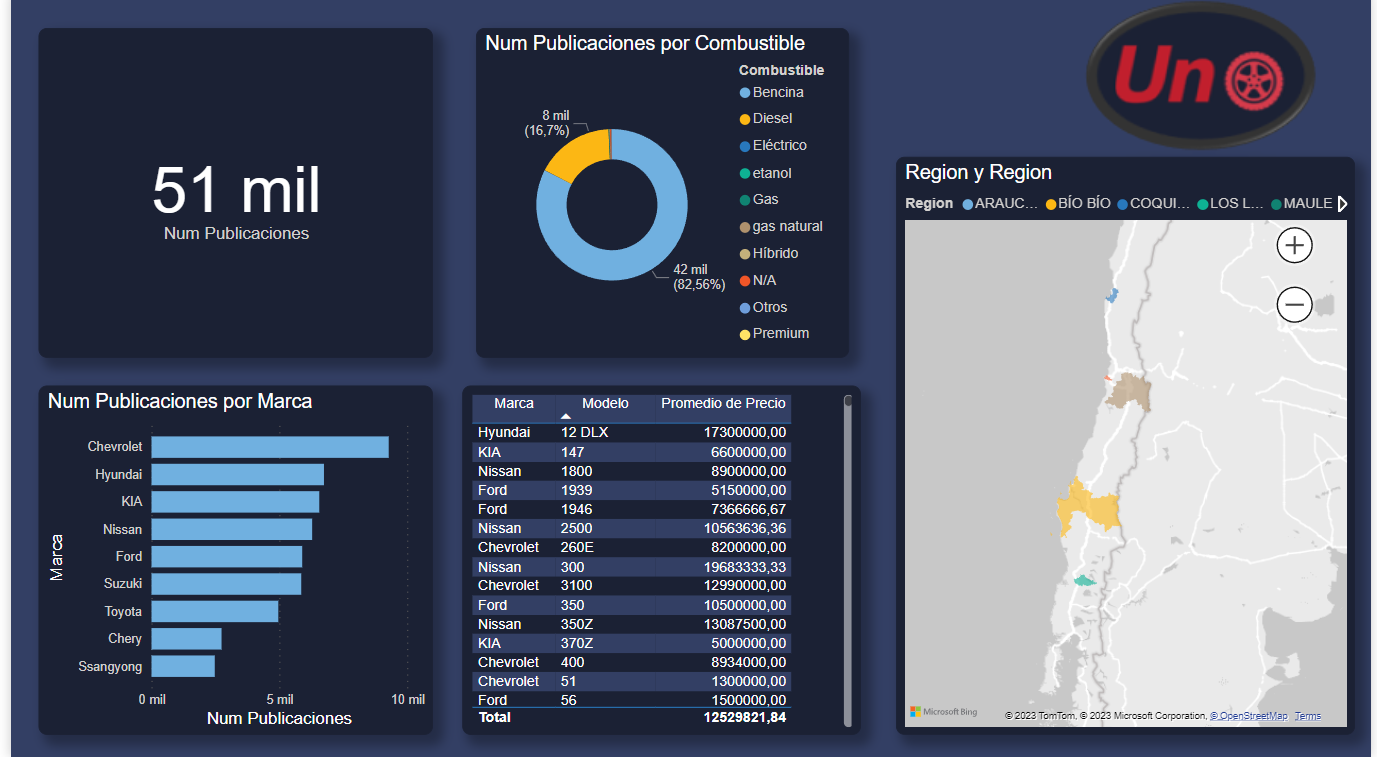 51 mil
Num Publicaciones
Num Publicaciones por Combustible
Combustible
Bencina
Diesel
Eléctrico
etanol
Gas
gas natural
Híbrido
N/A
Otros
Premium
8 mil
(16,7%)
42 mil
(82,56%)
Un
Region y Region
Region ARAUC... BÍO BÍO COQUI... LOS L... MAULE
Microsoft Bing
© 2023 TomTom, © 2023 Microsoft Corporation, © OpenStreetMap Terms
Num Publicaciones por Marca
Marca
Chevrolet
Hyundai
KIA
Nissan
Ford
Suzuki
Toyota
Chery
Ssangyong
0 mil 5 mil 10 mil
Num Publicaciones
Marca Modelo Promedio de Precio
Hyundai 12 DLX 17300000,00
KIA 147 6600000,00
Nissan 1800 8900000,00
Ford 1939 5150000,00
Ford 1946 7366666,67
Nissan 2500 10563636,36
Chevrolet 260E 8200000,00
Nissan 300 19683333,33
Chevrolet 3100 12990000,00
Ford 350 10500000,00
Nissan 350Z 13087500,00
KIA 370Z 5000000,00
Chevrolet 400 8934000,00
Chevrolet 51 1300000,00
Ford 56 1500000,00
Total 12529821,84